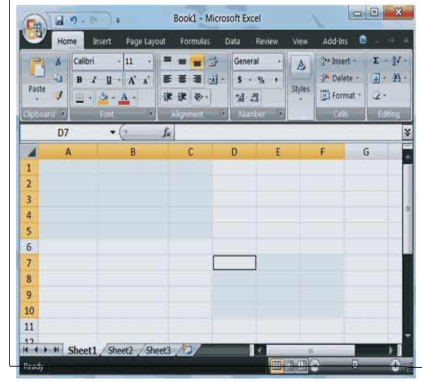 Book1 - Microsoft Excel
Home Insert Page Layout Formulas Data Review View Add-Ins
Calibri 11 General Insert
B I U A A $ % , Delete
Paste A Styles Format
Clipboard Font Alignment Number Cells Editing
D7 fx
A B C D E F G
1
2
3
4
5
6
7
8
9
10
11
12
Sheet1 Sheet2 Sheet3
Ready